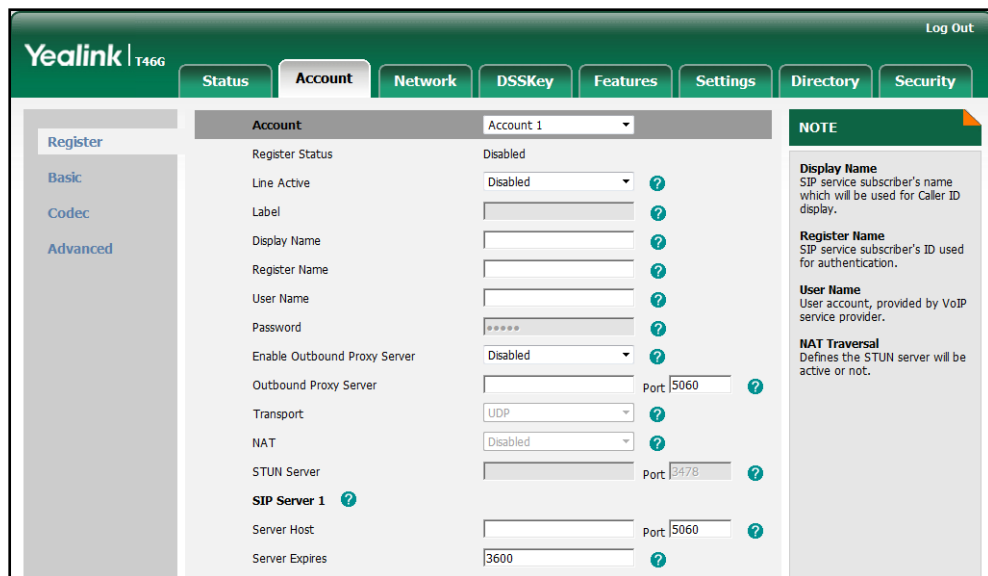 Log Out
Yealink | T46G
Status Account Network DSSKey Features Settings Directory Security
Register
Basic
Codec
Advanced
Account Account 1
Register Status Disabled
Line Active Disabled ?
Label ?
Display Name ?
Register Name ?
User Name ?
Password ●●●●● ?
Enable Outbound Proxy Server Disabled ?
Outbound Proxy Server Port 5060 ?
Transport UDP ?
NAT Disabled ?
STUN Server Port 3478 ?
SIP Server 1 ?
Server Host Port 5060 ?
Server Expires 3600 ?
NOTE
Display Name
SIP service subscriber's name
which will be used for Caller ID
display.
Register Name
SIP service subscriber's ID used
for authentication.
User Name
User account, provided by VoIP
service provider.
NAT Traversal
Defines the STUN server will be
active or not.